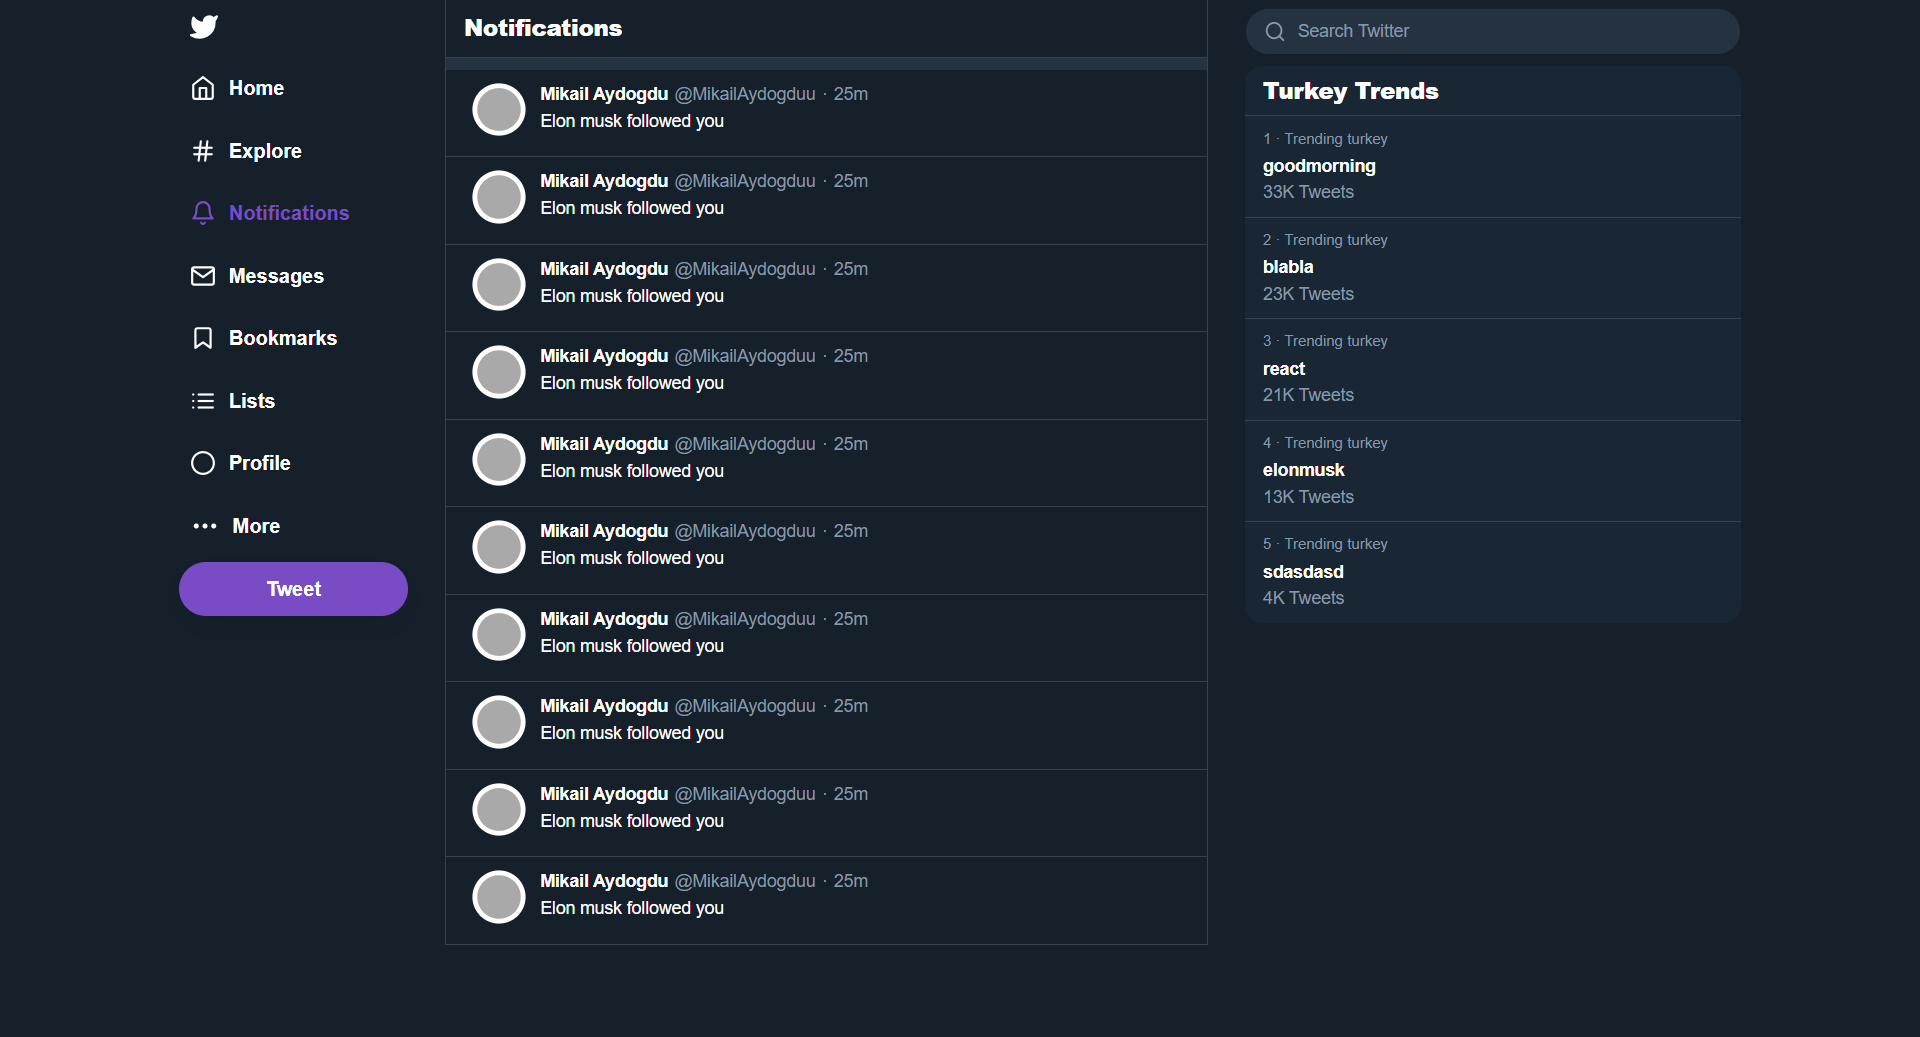 Home
Explore
Notifications
Messages
Bookmarks
Lists
Profile
More
Tweet
Notifications
Mikail Aydogdu @MikailAydogduu · 25m
Elon musk followed you
Mikail Aydogdu @MikailAydogduu · 25m
Elon musk followed you
Mikail Aydogdu @MikailAydogduu · 25m
Elon musk followed you
Mikail Aydogdu @MikailAydogduu · 25m
Elon musk followed you
Mikail Aydogdu @MikailAydogduu · 25m
Elon musk followed you
Mikail Aydogdu @MikailAydogduu · 25m
Elon musk followed you
Mikail Aydogdu @MikailAydogduu · 25m
Elon musk followed you
Mikail Aydogdu @MikailAydogduu · 25m
Elon musk followed you
Mikail Aydogdu @MikailAydogduu · 25m
Elon musk followed you
Mikail Aydogdu @MikailAydogduu · 25m
Elon musk followed you
Search Twitter
Turkey Trends
1 · Trending turkey
goodmorning
33K Tweets
2 · Trending turkey
blabla
23K Tweets
3 · Trending turkey
react
21K Tweets
4 · Trending turkey
elonmusk
13K Tweets
5 · Trending turkey
sdasdasd
4K Tweets